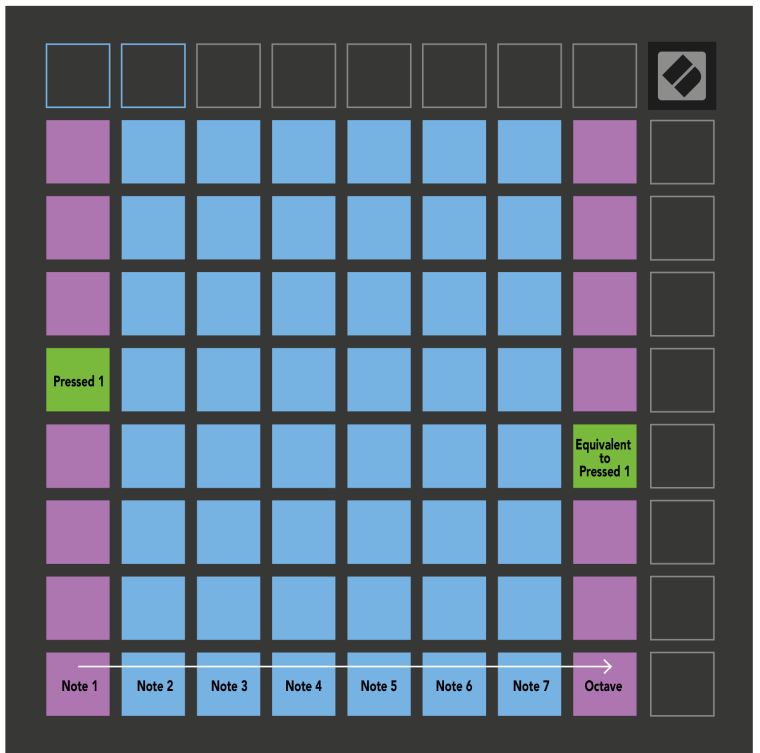 Pressed 1
Equivalent
to
Pressed 1
Note 1
Note 2
Note 3
Note 4
Note 5
Note 6
Note 7
Octave